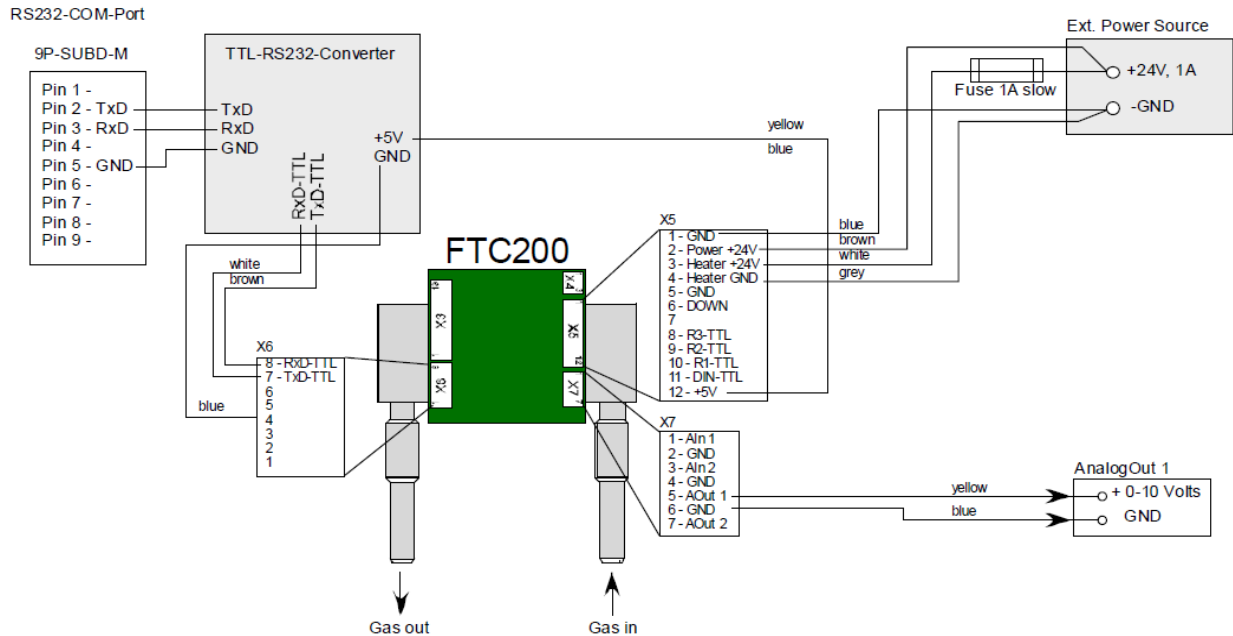 RS232-COM-Port
9P-SUBD-M
Pin 1 -
Pin 2 - TxD
Pin 3 - RxD
Pin 4 -
Pin 5 - GND
Pin 6 -
Pin 7 -
Pin 8 -
Pin 9 -
TTL-RS232-Converter
TxD
RxD
GND
+5V
GND
RxD-TTL
TxD-TTL
Ext. Power Source
+24V, 1A
-GND
Fuse 1A slow
yellow
blue
white
brown
blue
FTC200
X4
X5
12
X7
X6
8 - RxD-TTL
7 - TxD-TTL
6
5
4
3
2
1
X5
1 - GND
2 - Power +24V
3 - Heater +24V
4 - Heater GND
5 - GND
6 - DOWN
7
8 - R3-TTL
9 - R2-TTL
10 - R1-TTL
11 - DIN-TTL
12 - +5V
blue
brown
white
grey
X7
1 - AIn 1
2 - GND
3 - AIn 2
4 - GND
5 - AOut 1
6 - GND
7 - AOut 2
yellow
blue
AnalogOut 1
+ 0-10 Volts
GND
Gas out
Gas in